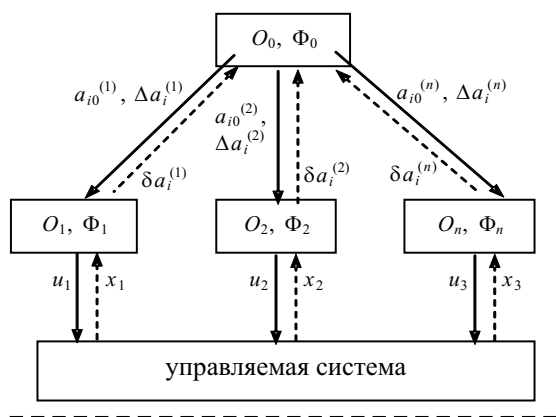 O₀, Φ₀
aᵢ₀⁽¹⁾, Δaᵢ⁽¹⁾
aᵢ₀⁽²⁾,
Δaᵢ⁽²⁾
aᵢ₀⁽ⁿ⁾, Δaᵢ⁽ⁿ⁾
δaᵢ⁽¹⁾
δaᵢ⁽²⁾
δaᵢ⁽ⁿ⁾
O₁, Φ₁
O₂, Φ₂
Oₙ, Φₙ
u₁ x₁
u₂ x₂
u₃ x₃
управляемая система